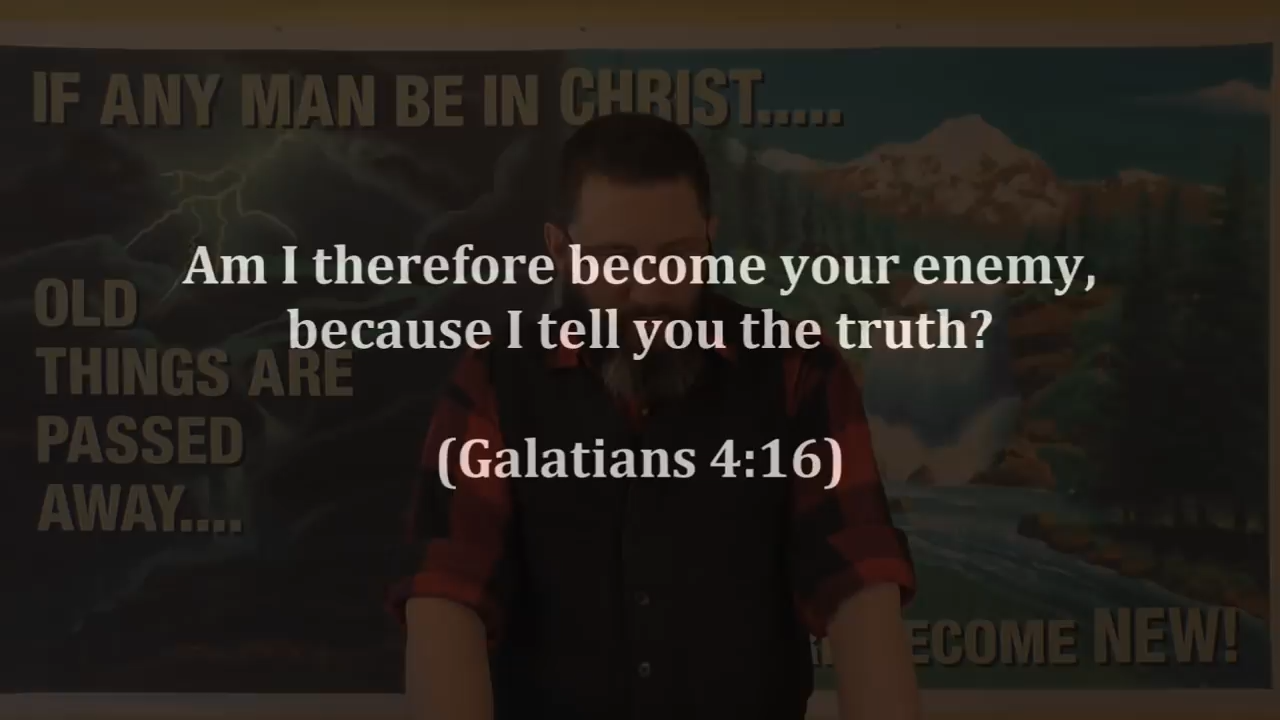 IF ANY MAN BE IN CHRIST.....
Am I therefore become your enemy,
because I tell you the truth?
(Galatians 4:16)
OLD
THINGS ARE
PASSED
AWAY....
ECOME NEW!